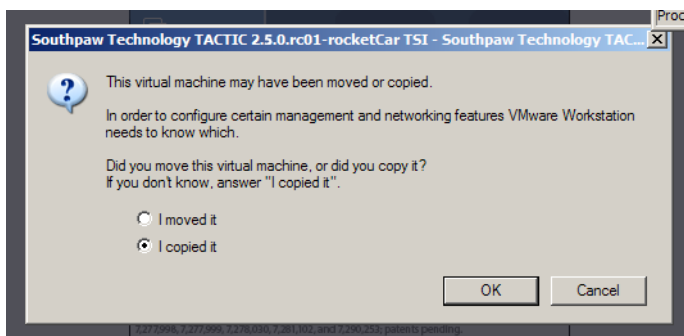 Proc
Southpaw Technology TACTIC 2.5.0.rc01-rocketCar TSI - Southpaw Technology TAC...
This virtual machine may have been moved or copied.
In order to configure certain management and networking features VMware Workstation
needs to know which.
Did you move this virtual machine, or did you copy it?
If you don't know, answer "I copied it".
I moved it
I copied it
OK
Cancel
7,277,998, 7,277,999, 7,278,030, 7,281,102, and 7,290,253; patents pending.